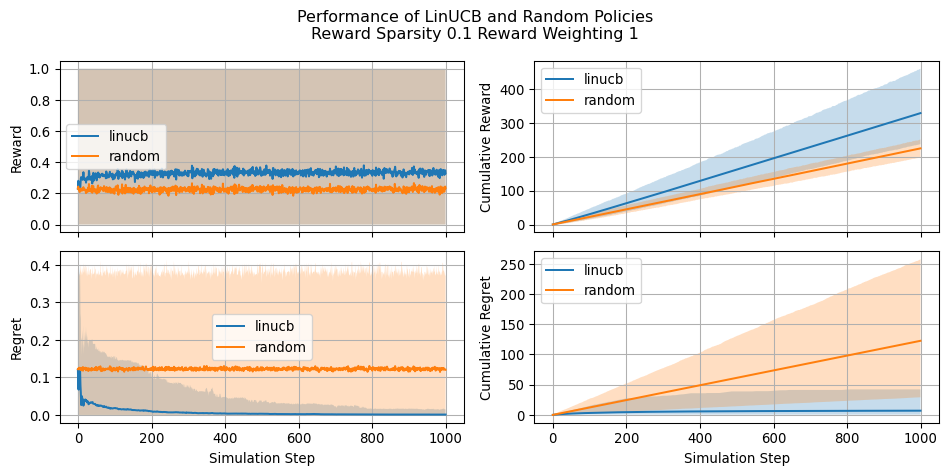 Performance of LinUCB and Random Policies
Reward Sparsity 0.1 Reward Weighting 1
1.0
0.8
0.6
0.4
0.2
0.0
Reward
linucb
random
400
300
200
100
0
Cumulative Reward
linucb
random
0.4
0.3
0.2
0.1
0.0
Regret
linucb
random
0 200 400 600 800 1000
Simulation Step
250
200
150
100
50
0
Cumulative Regret
linucb
random
0 200 400 600 800 1000
Simulation Step